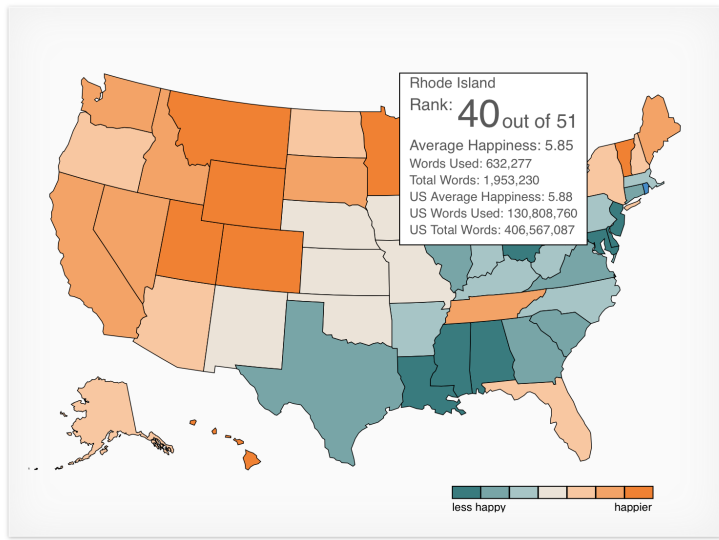 Rhode Island
Rank: 40 out of 51
Average Happiness: 5.85
Words Used: 632,277
Total Words: 1,953,230
US Average Happiness: 5.88
US Words Used: 130,808,760
US Total Words: 406,567,087
less happy happier